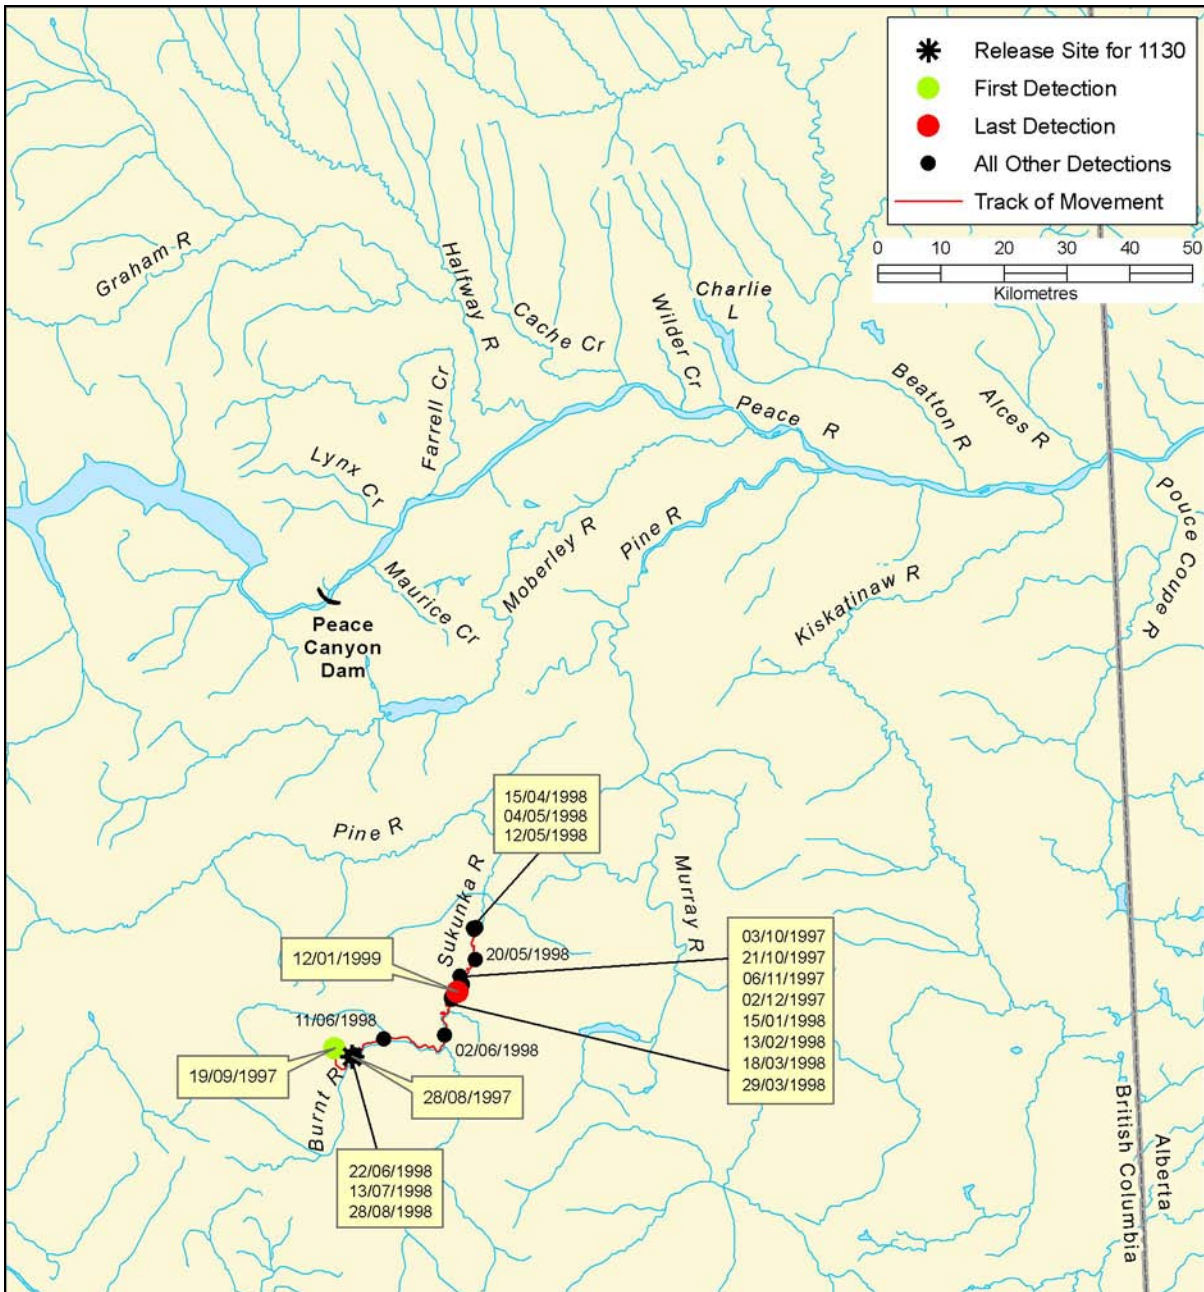 Release Site for 1130
First Detection
Last Detection
All Other Detections
Track of Movement
0 10 20 30 40 50
Kilometres
Graham R
Halfway R
Cache Cr
Wilder Cr
Charlie
L
Farrell Cr
Lynx Cr
Peace R
Beatton R
Alces R
Pouce Coupe R
Maurice Cr
Moberley R
Pine R
Kiskatinaw R
Peace
Canyon
Dam
Pine R
Sukunka R
Murray R
15/04/1998
04/05/1998
12/05/1998
12/01/1999
20/05/1998
03/10/1997
21/10/1997
06/11/1997
02/12/1997
15/01/1998
13/02/1998
18/03/1998
29/03/1998
11/06/1998
02/06/1998
19/09/1997
28/08/1997
Burnt R
22/06/1998
13/07/1998
28/08/1998
British Columbia
Alberta